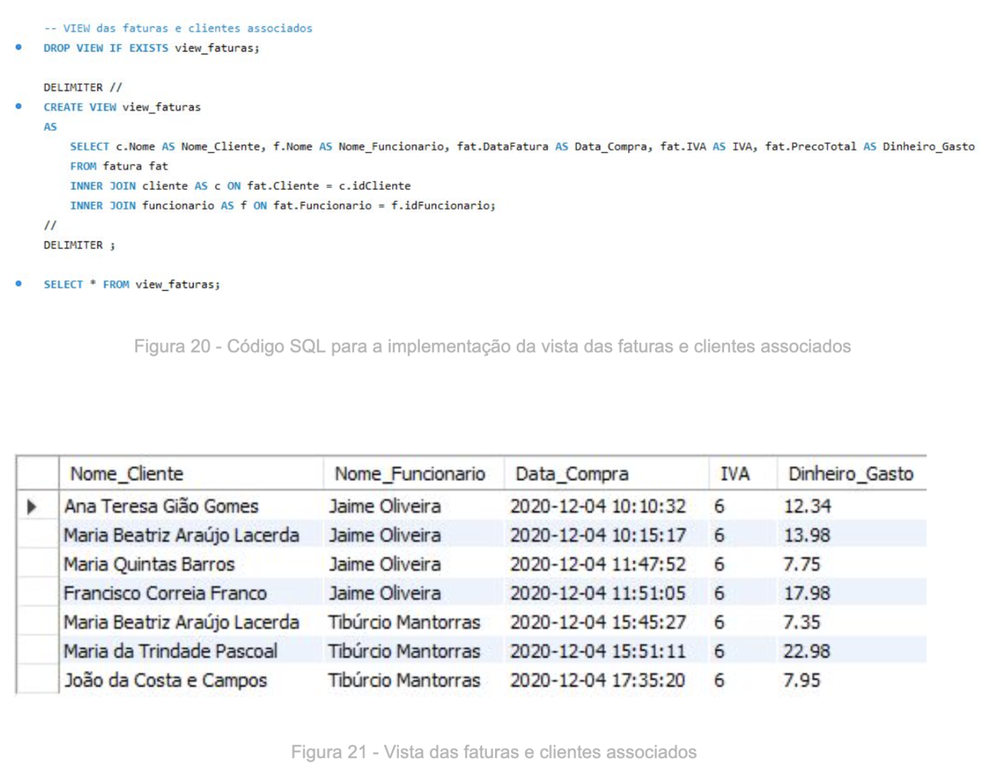 -- VIEW das faturas e clientes associados
DROP VIEW IF EXISTS view_faturas;
DELIMITER //
CREATE VIEW view_faturas
AS
SELECT c.Nome AS Nome_Cliente, f.Nome AS Nome_Funcionario, fat.DataFatura AS Data_Compra, fat.IVA AS IVA, fat.PrecoTotal AS Dinheiro_Gasto
FROM fatura fat
INNER JOIN cliente AS c ON fat.Cliente = c.idCliente
INNER JOIN funcionario AS f ON fat.Funcionario = f.idFuncionario;
//
DELIMITER ;
SELECT * FROM view_faturas;
Figura 20 - Código SQL para a implementação da vista das faturas e clientes associados
Nome_Cliente Nome_Funcionario Data_Compra IVA Dinheiro_Gasto
Ana Teresa Gião Gomes Jaime Oliveira 2020-12-04 10:10:32 6 12.34
Maria Beatriz Araújo Lacerda Jaime Oliveira 2020-12-04 10:15:17 6 13.98
Maria Quintas Barros Jaime Oliveira 2020-12-04 11:47:52 6 7.75
Francisco Correia Franco Jaime Oliveira 2020-12-04 11:51:05 6 17.98
Maria Beatriz Araújo Lacerda Tibúrcio Mantorras 2020-12-04 15:45:27 6 7.35
Maria da Trindade Pascoal Tibúrcio Mantorras 2020-12-04 15:51:11 6 22.98
João da Costa e Campos Tibúrcio Mantorras 2020-12-04 17:35:20 6 7.95
Figura 21 - Vista das faturas e clientes associados